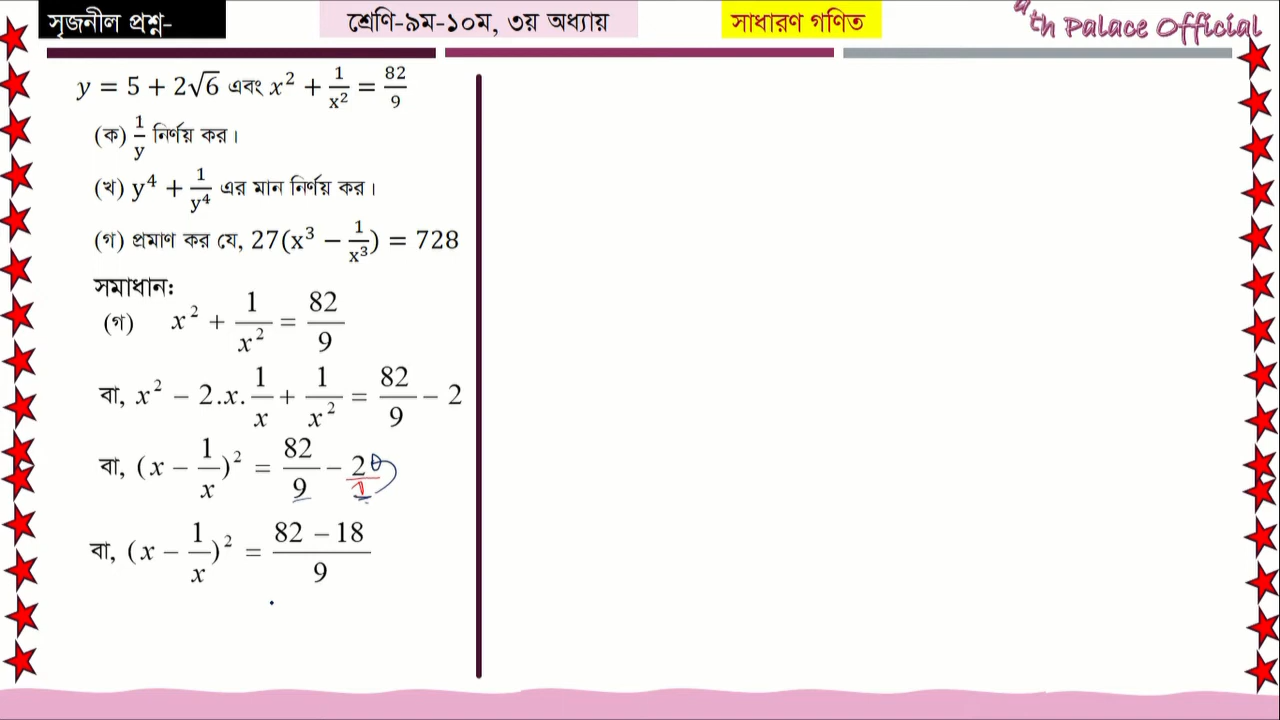 সৃজনীল প্রশ্ন-
শ্রেণি-৯ম-১০ম, ৩য় অধ্যায়
সাধারণ গণিত
th Palace Official
y = 5 + 2√6 এবং x² + 1/x² = 82/9
(ক) 1/y নির্ণয় কর।
(খ) y⁴ + 1/y⁴ এর মান নির্ণয় কর।
(গ) প্রমাণ কর যে, 27(x³ − 1/x³) = 728
সমাধান:
(গ) x² + 1/x² = 82/9
বা, x² − 2.x.1/x + 1/x² = 82/9 − 2
বা, (x − 1/x)² = 82/9 − 2/1
বা, (x − 1/x)² = (82 − 18)/9